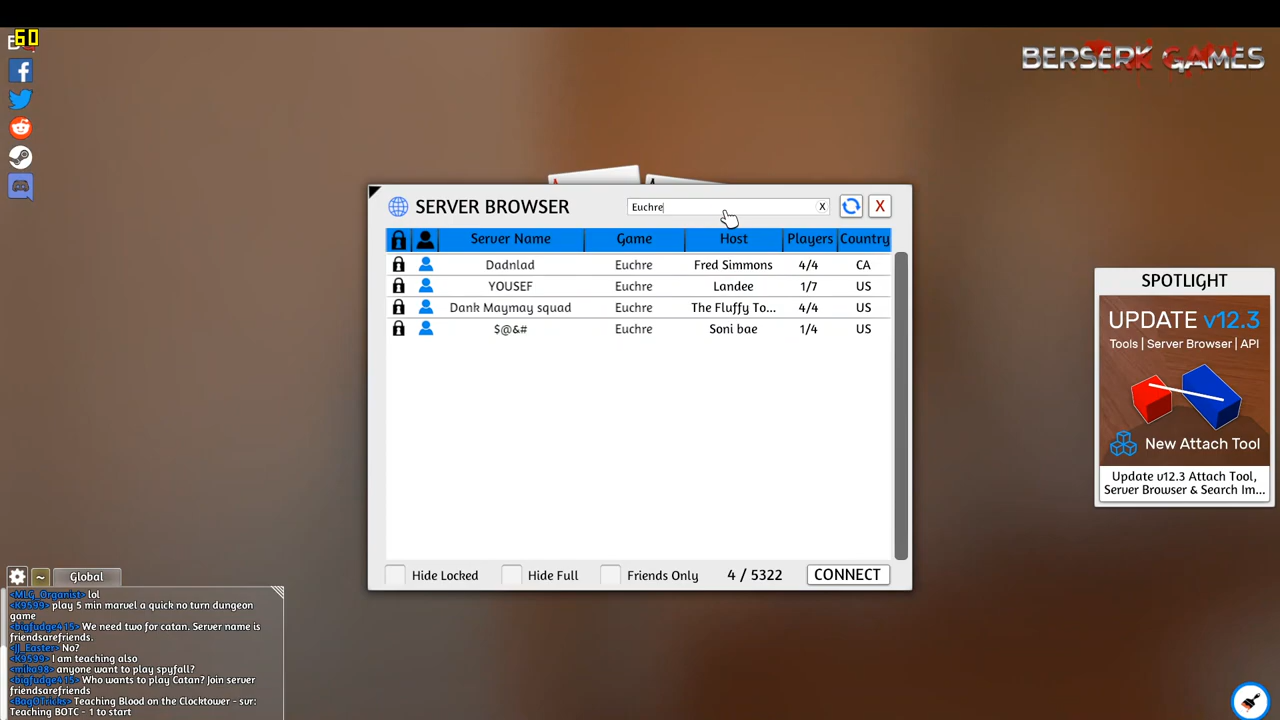 60
BERSERK GAMES
SERVER BROWSER
Euchre
X
X
Server Name Game Host Players Country
Dadnlad Euchre Fred Simmons 4/4 CA
YOUSEF Euchre Landee 1/7 US
Dank Maymay squad Euchre The Fluffy To... 4/4 US
$@&# Euchre Soni bae 1/4 US
Hide Locked Hide Full Friends Only 4 / 5322 CONNECT
SPOTLIGHT
UPDATE v12.3
Tools | Server Browser | API
New Attach Tool
Update v12.3 Attach Tool,
Server Browser & Search Im...
~ Global
<MLG_Organist> lol
<K9599> play 5 min marvel a quick no turn dungeon
game
<bigfudge415> We need two for catan. Server name is
friendsarefriends.
<JJ_Easter> No?
<K9599> I am teaching also
<mika98> anyone want to play spyfall?
<bigfudge415> Who wants to play Catan? Join server
friendsarefriends
<BagOTricks> Teaching Blood on the Clocktower - sur:
Teaching BOTC - 1 to start